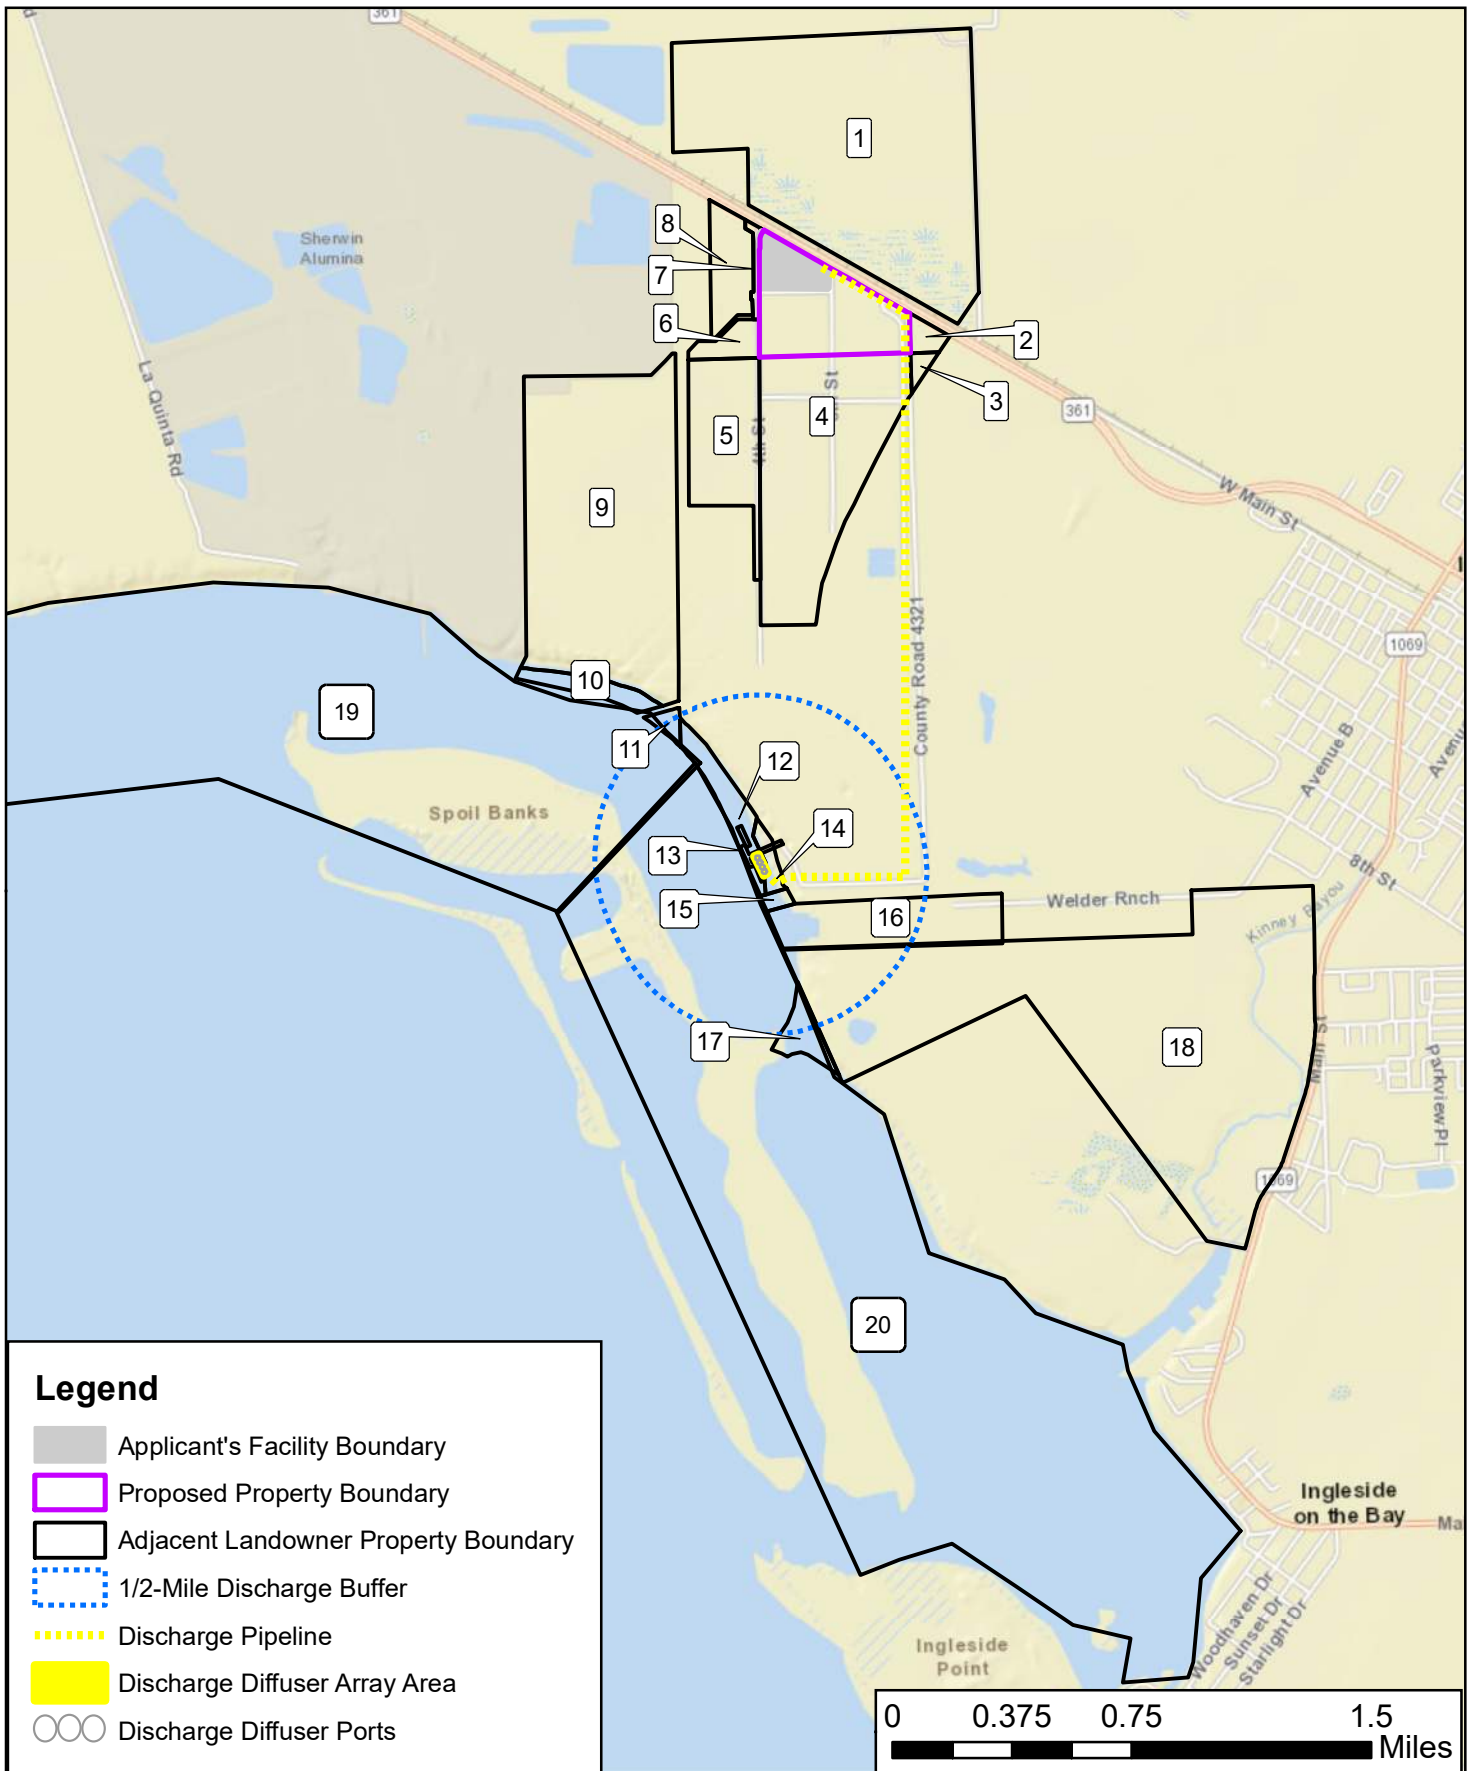 361
1
Sherwin
Alumina
8
7
6
2
3
4
5
9
4th St
361
La Quinta Rd
W Main St
1069
County Road 4321
10
19
11
12
Spoil Banks
Avenue B
14
13
8th St
15
16
Welder Rnch
Kinney Bayou
17
18
Main St
Parkview Pl
1069
20
Ingleside
on the Bay
Woodhaven Dr
Sunset Dr
Starlight Dr
Ingleside
Point
Legend
Applicant's Facility Boundary
Proposed Property Boundary
Adjacent Landowner Property Boundary
1/2-Mile Discharge Buffer
Discharge Pipeline
Discharge Diffuser Array Area
Discharge Diffuser Ports
0 0.375 0.75 1.5
Miles